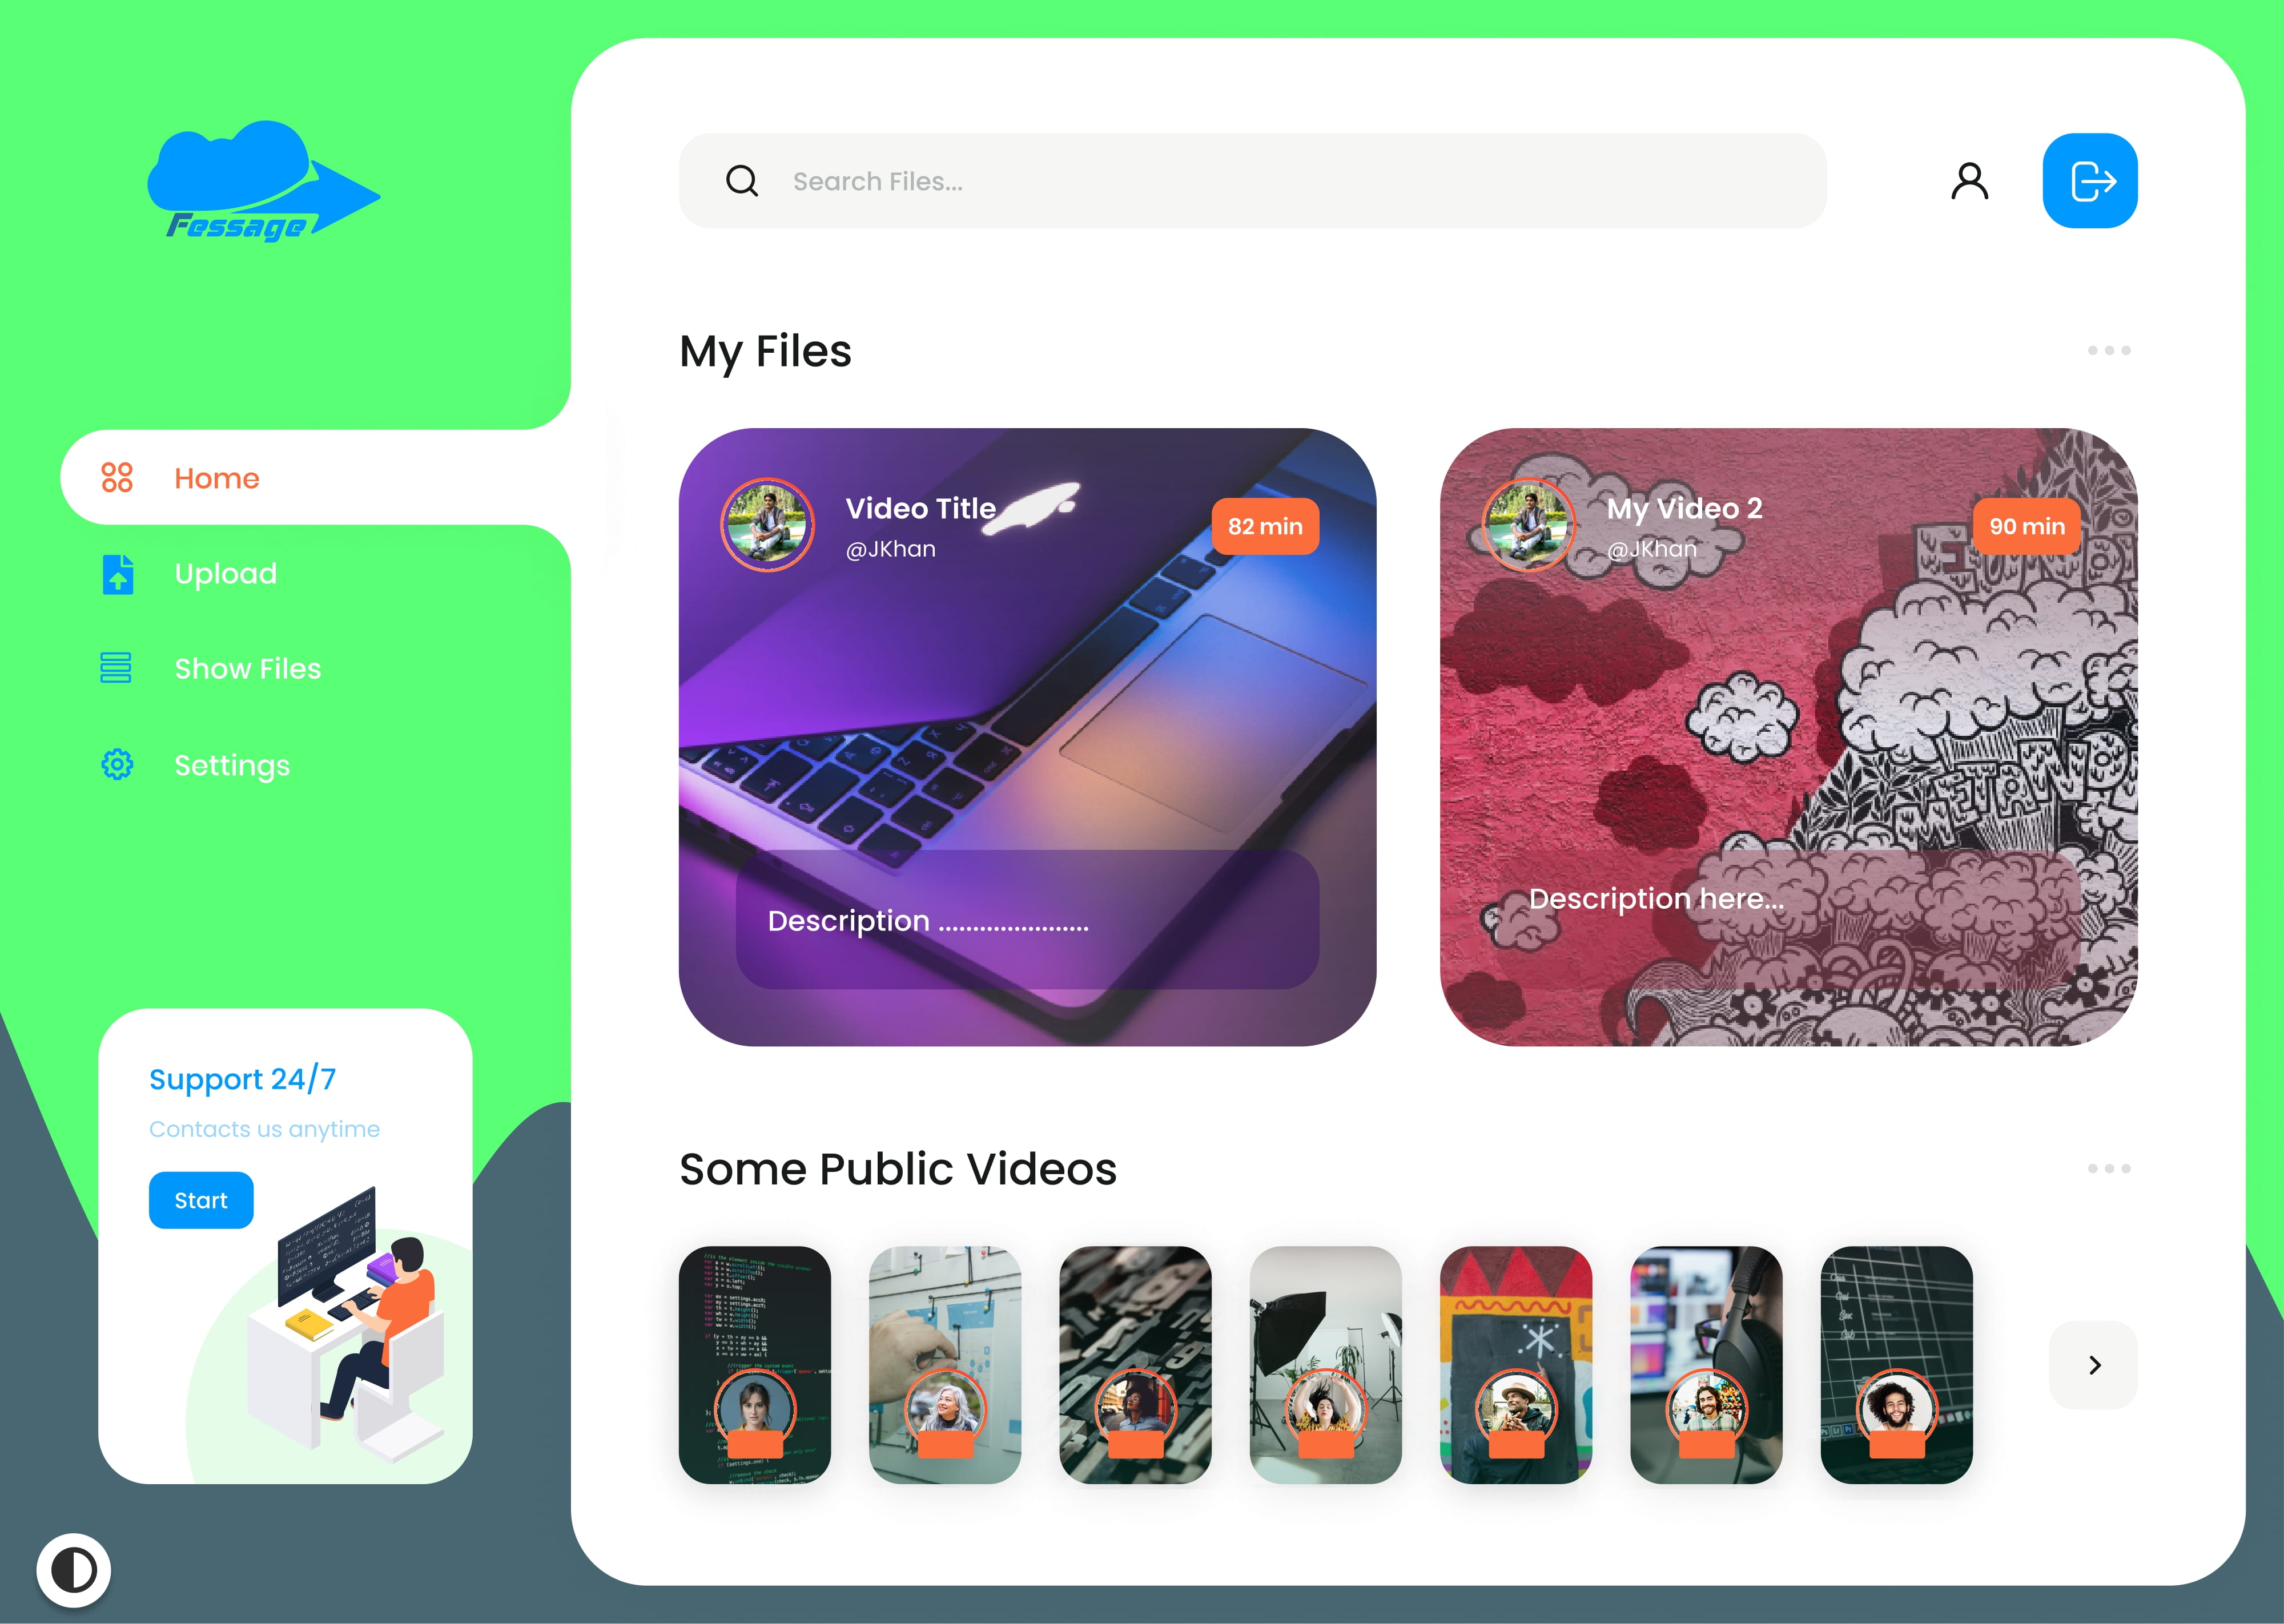 Fessage
Search Files...
My Files
Home
Upload
Show Files
Settings
Video Title
@JKhan
82 min
Description ......................
My Video 2
@JKhan
90 min
Description here...
Support 24/7
Contacts us anytime
Start
Some Public Videos